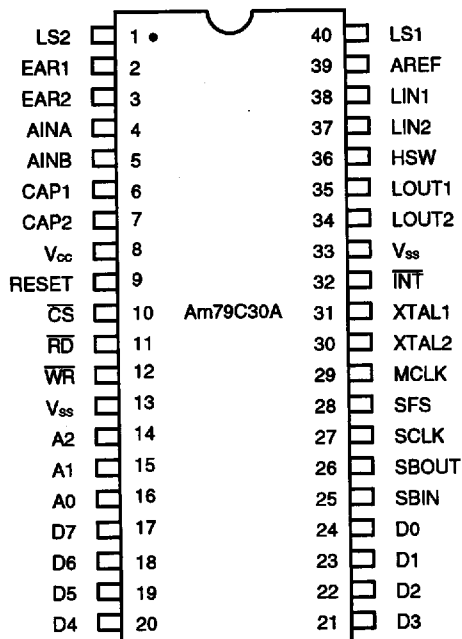 LS2 1 40 LS1
EAR1 2 39 AREF
EAR2 3 38 LIN1
AINA 4 37 LIN2
AINB 5 36 HSW
CAP1 6 35 LOUT1
CAP2 7 34 LOUT2
Vcc 8 33 Vss
RESET 9 32 I̅N̅T̅
C̅S̅ 10 Am79C30A 31 XTAL1
R̅D̅ 11 30 XTAL2
W̅R̅ 12 29 MCLK
Vss 13 28 SFS
A2 14 27 SCLK
A1 15 26 SBOUT
A0 16 25 SBIN
D7 17 24 D0
D6 18 23 D1
D5 19 22 D2
D4 20 21 D3